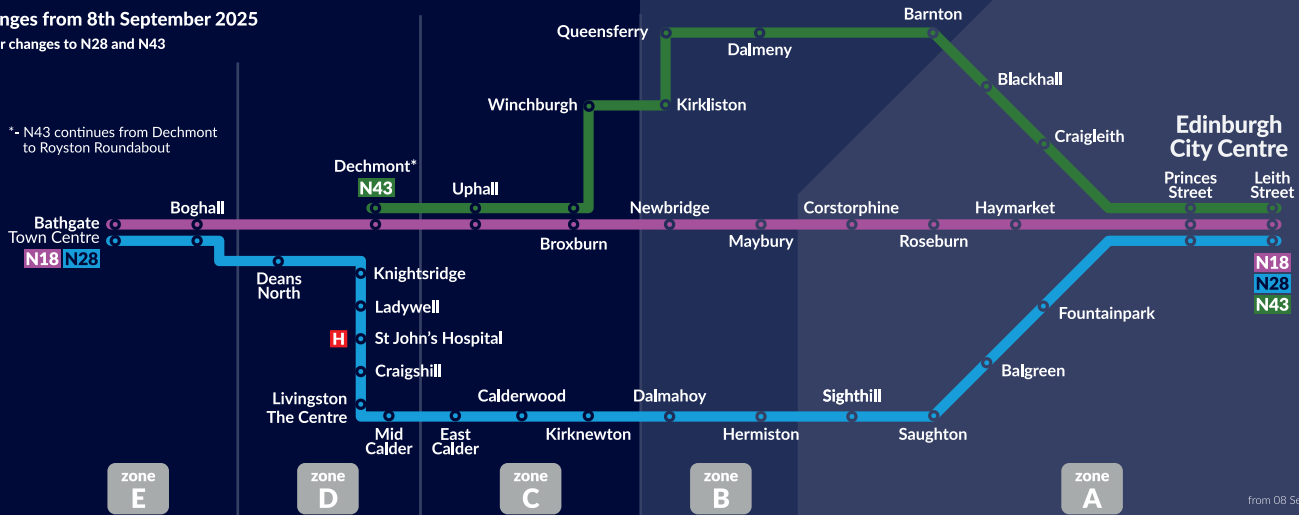 nges from 8th September 2025
r changes to N28 and N43
*- N43 continues from Dechmont
to Royston Roundabout
Barnton
Queensferry
Dalmeny
Blackhall
Winchburgh
Kirkliston
Craigleith
Edinburgh
City Centre
Dechmont*
N43
Uphall
Princes
Street
Leith
Street
Boghall
Newbridge
Corstorphine
Haymarket
Bathgate
Town Centre
N18 N28
Broxburn
Maybury
Roseburn
N18
N28
N43
Deans
North
Knightsridge
Ladywell
H
St John's Hospital
Craigshill
Fountainpark
Balgreen
Livingston
The Centre
Calderwood
Dalmahoy
Sighthill
Mid
Calder
East
Calder
Kirknewton
Hermiston
Saughton
zone
E
zone
D
zone
C
zone
B
zone
A
from 08 Se